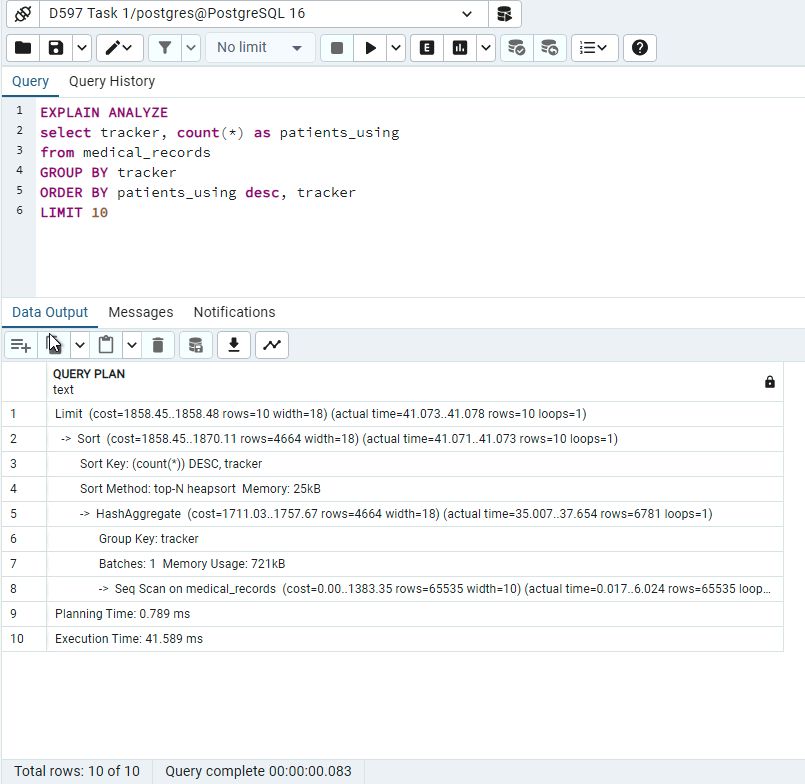 D597 Task 1/postgres@PostgreSQL 16
No limit
E
Query Query History
1 EXPLAIN ANALYZE
2 select tracker, count(*) as patients_using
3 from medical_records
4 GROUP BY tracker
5 ORDER BY patients_using desc, tracker
6 LIMIT 10
Data Output Messages Notifications
QUERY PLAN
text
1 Limit (cost=1858.45..1858.48 rows=10 width=18) (actual time=41.073..41.078 rows=10 loops=1)
2 -> Sort (cost=1858.45..1870.11 rows=4664 width=18) (actual time=41.071..41.073 rows=10 loops=1)
3 Sort Key: (count(*)) DESC, tracker
4 Sort Method: top-N heapsort Memory: 25kB
5 -> HashAggregate (cost=1711.03..1757.67 rows=4664 width=18) (actual time=35.007..37.654 rows=6781 loops=1)
6 Group Key: tracker
7 Batches: 1 Memory Usage: 721kB
8 -> Seq Scan on medical_records (cost=0.00..1383.35 rows=65535 width=10) (actual time=0.017..6.024 rows=65535 loop...
9 Planning Time: 0.789 ms
10 Execution Time: 41.589 ms
Total rows: 10 of 10 Query complete 00:00:00.083